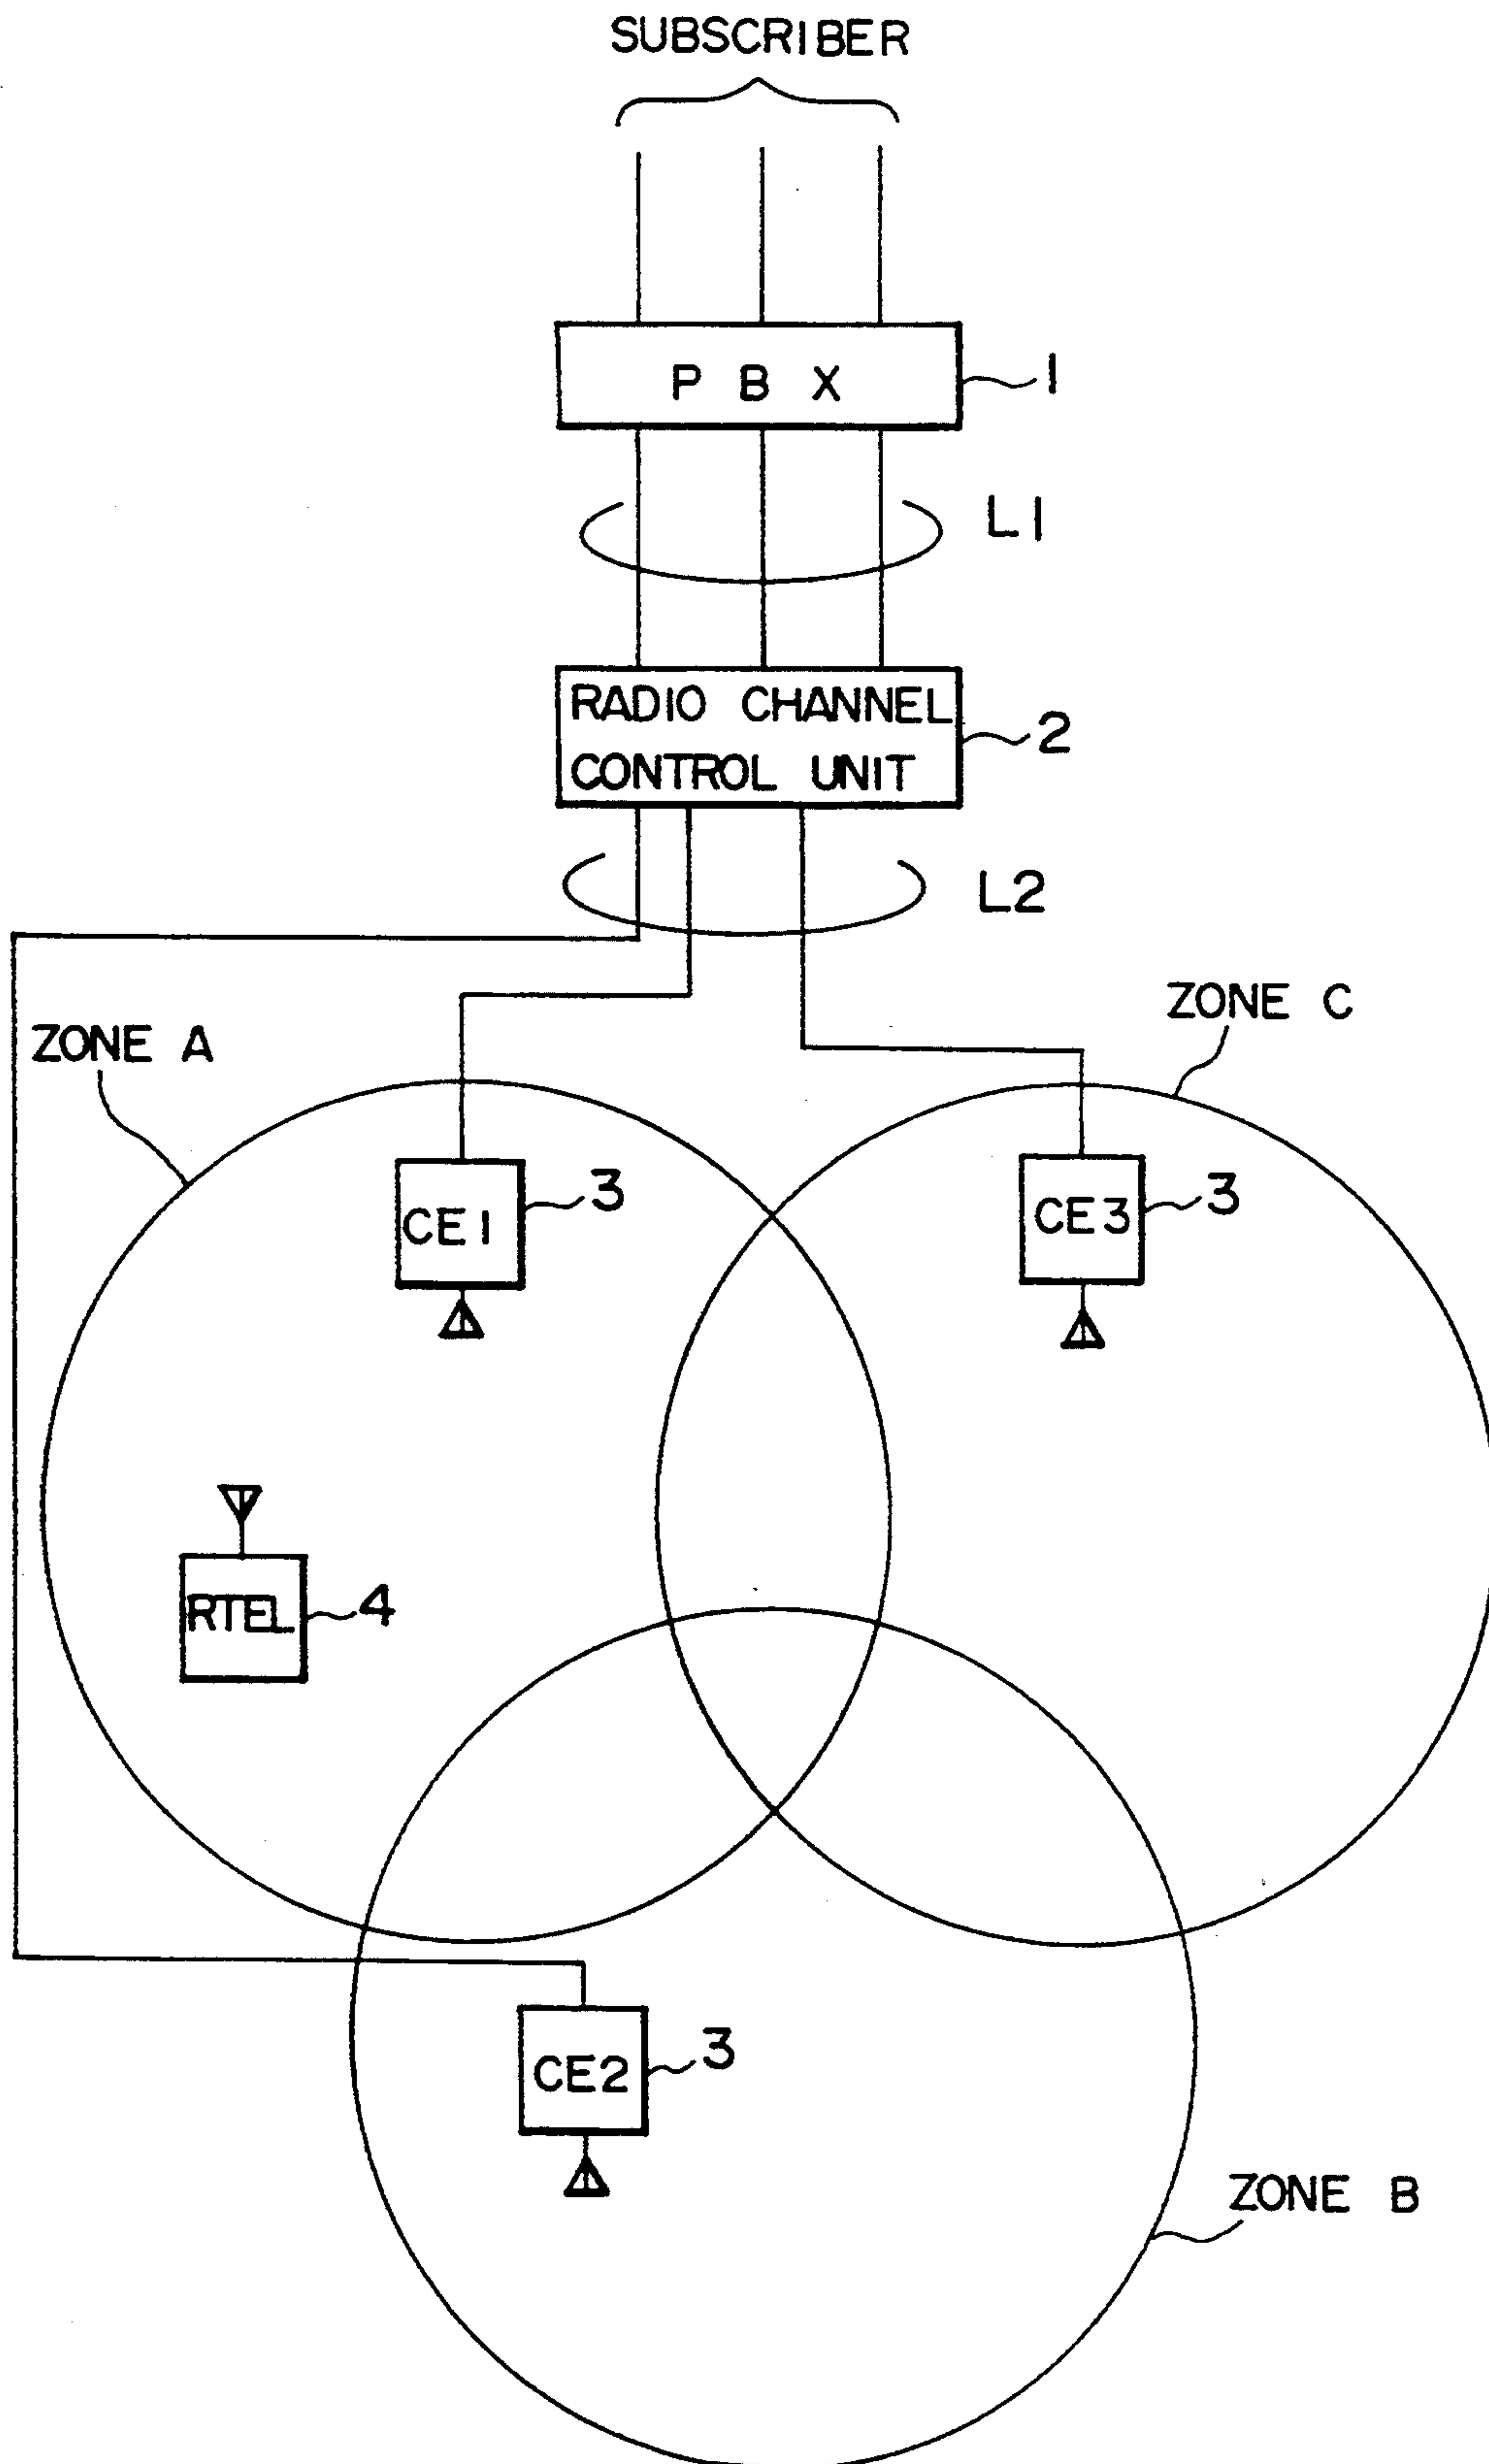 SUBSCRIBER
P B X
1
L1
RADIO CHANNEL
CONTROL UNIT
2
L2
ZONE A
ZONE C
CE1
3
CE3
3
RTEL
4
CE2
3
ZONE B